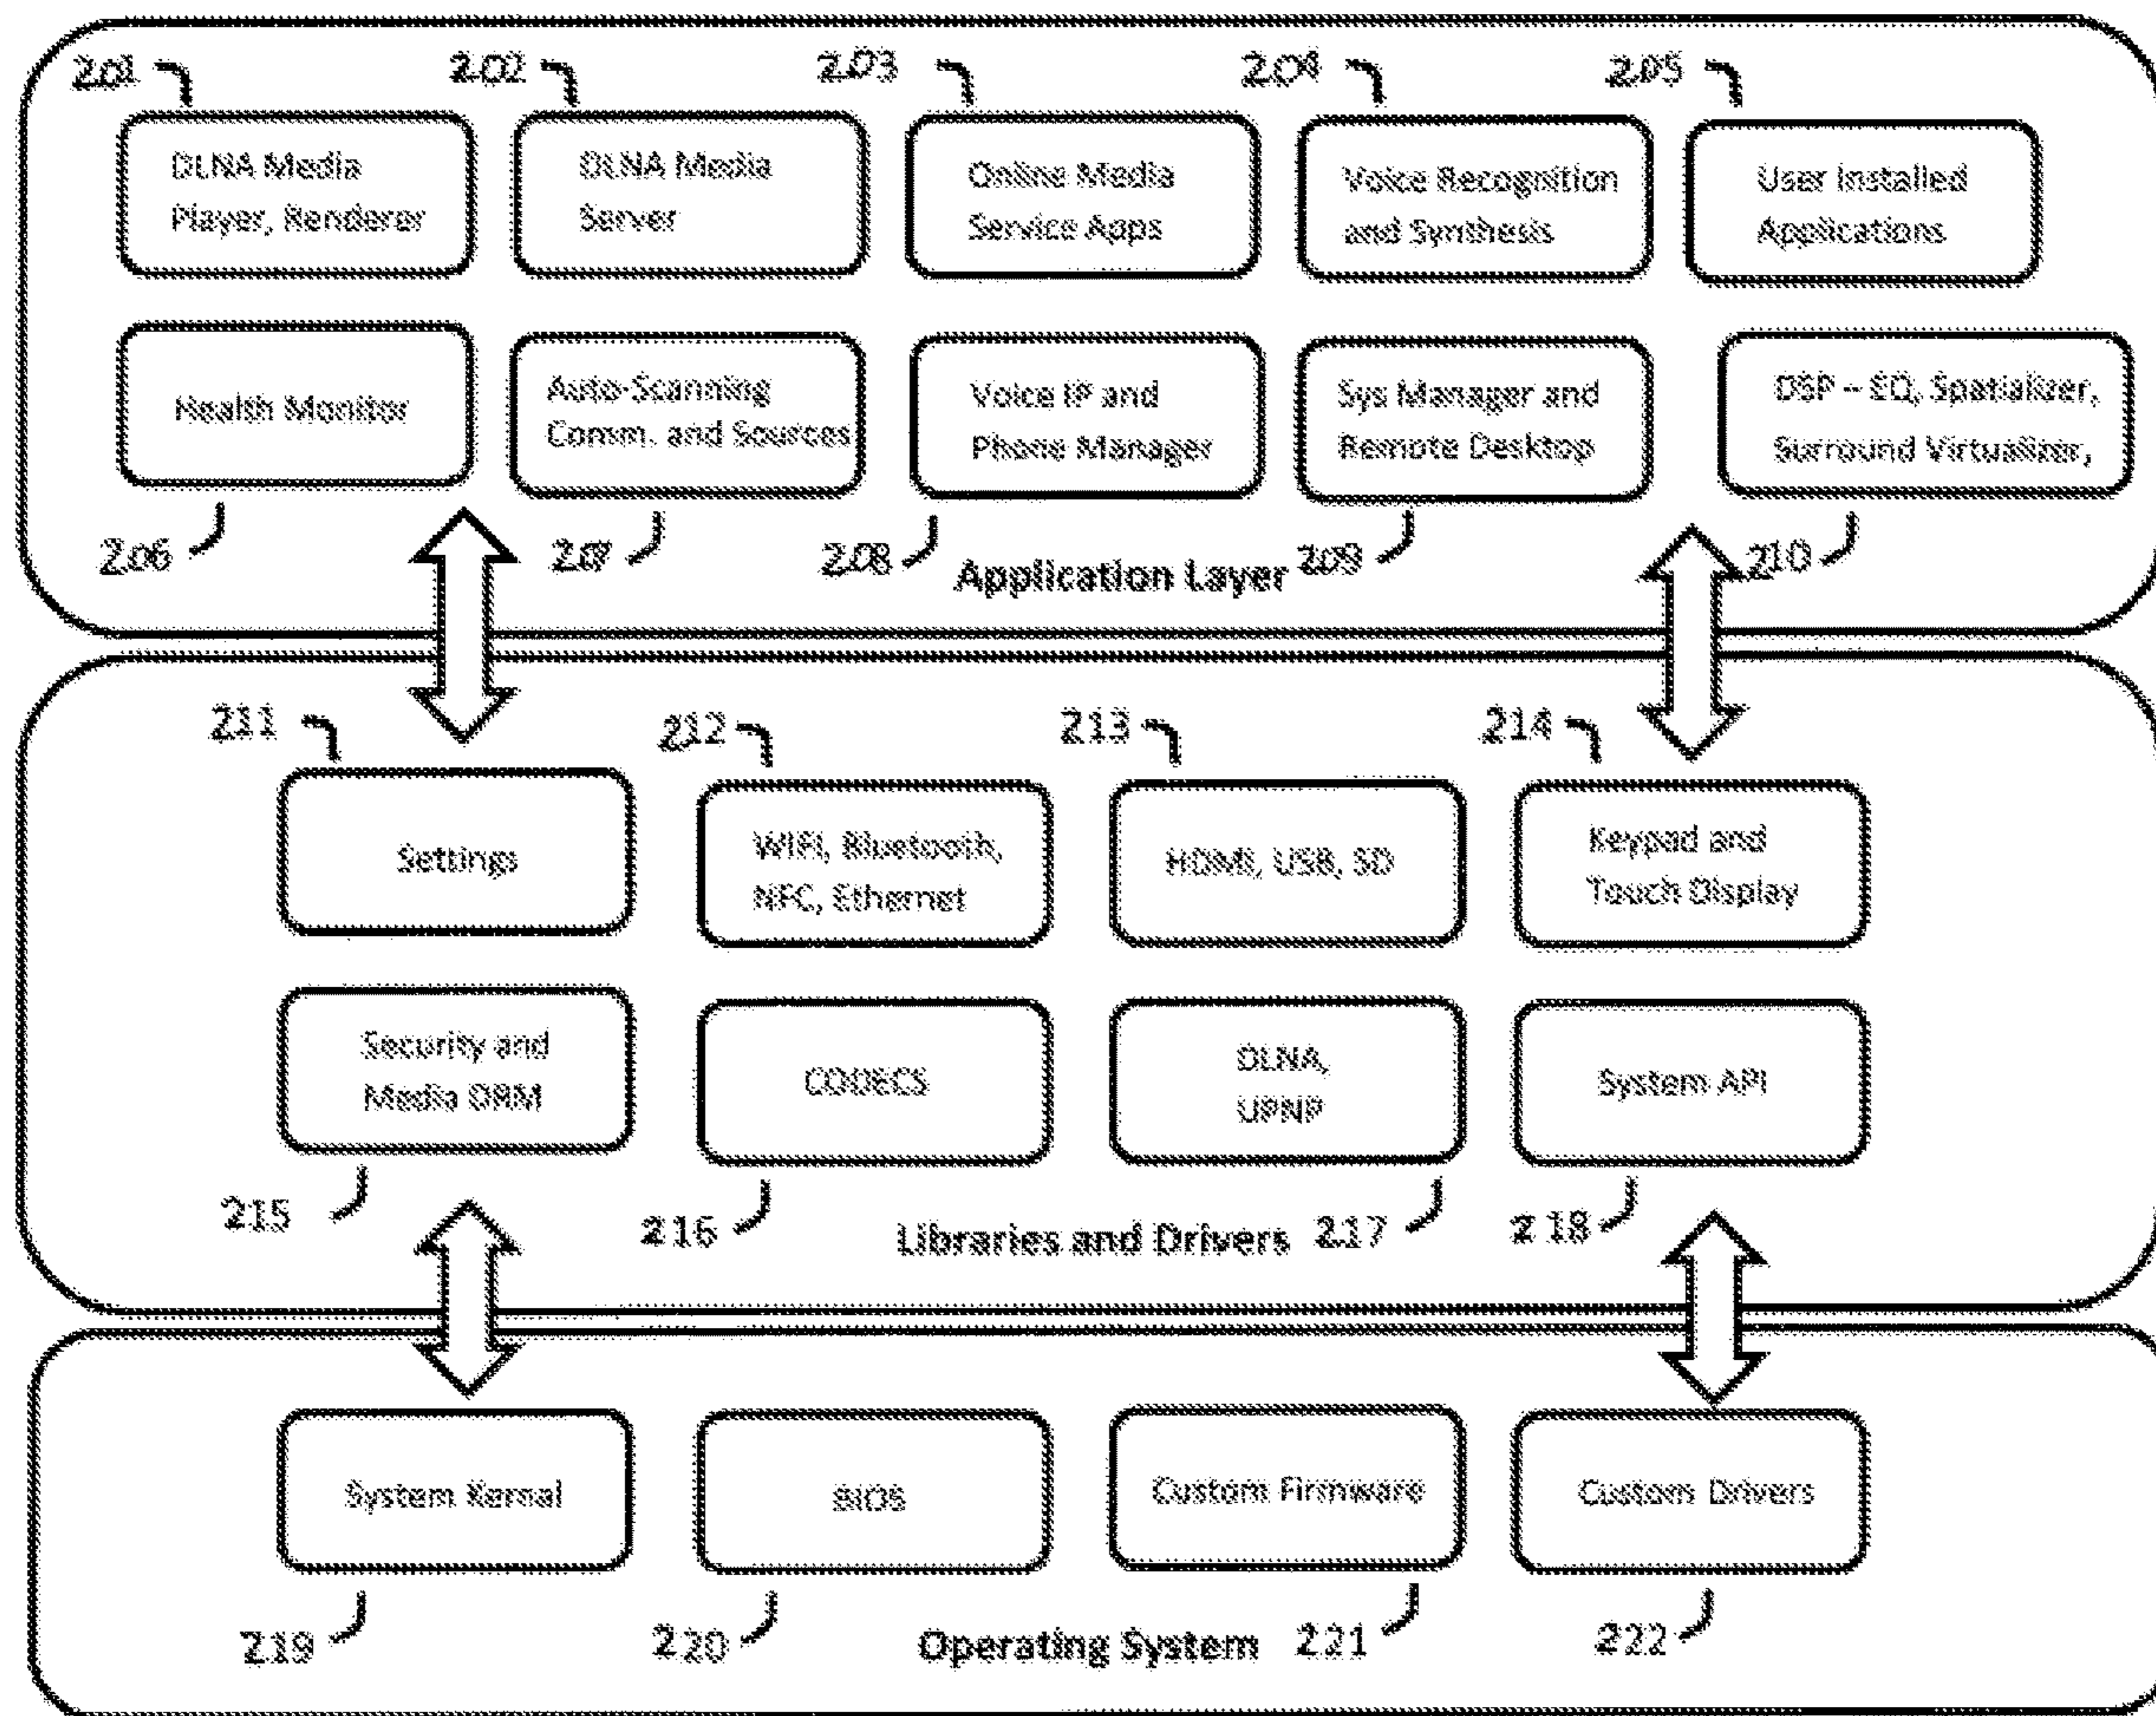 201
202
203
204
205
DLNA Media
Player, Renderer
DLNA Media
Server
Online Media
Service Apps
Voice Recognition
and Synthesis
User Installed
Applications
Health Monitor
Auto-Scanning
Comm. and Sources
Voice IP and
Phone Manager
Sys Manager and
Remote Desktop
DSP – EQ, Spatializer,
Surround Virtualizer,
206
207
208
Application Layer
209
210
211
212
213
214
Settings
WIFI, Bluetooth,
NFC, Ethernet
HDMI, USB, SD
Keypad and
Touch Display
Security and
Media DRM
CODECS
DLNA,
UPNP
System API
215
216
Libraries and Drivers
217
218
System Kernal
BIOS
Custom Firmware
Custom Drivers
219
220
Operating System
221
222